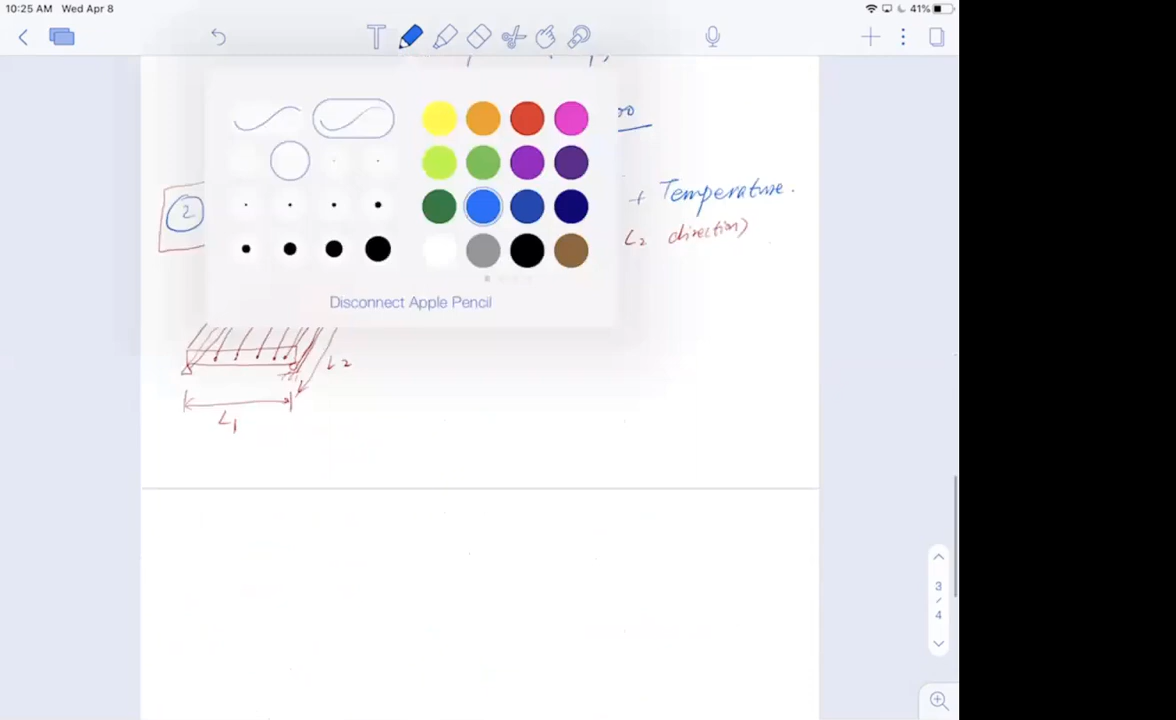 10:25 AM Wed Apr 8
41%
T
2
+ Temperature.
L2 direction)
Disconnect Apple Pencil
L2
L1
3
/
4